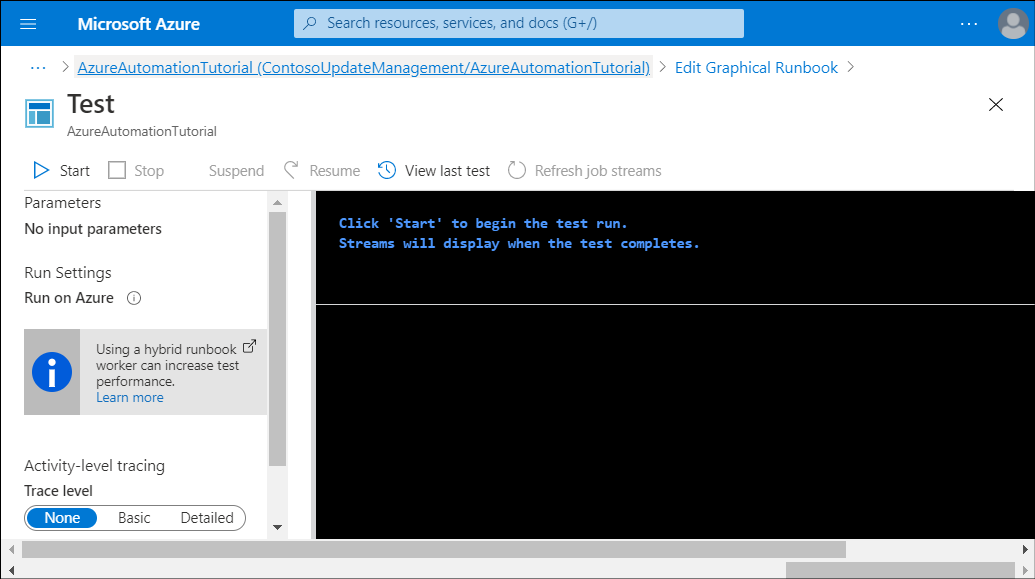 Microsoft Azure
Search resources, services, and docs (G+/)
...
... > AzureAutomationTutorial (ContosoUpdateManagement/AzureAutomationTutorial) > Edit Graphical Runbook >
Test
AzureAutomationTutorial
Start Stop Suspend Resume View last test Refresh job streams
Parameters
No input parameters
Run Settings
Run on Azure
Using a hybrid runbook
worker can increase test
performance.
Learn more
Activity-level tracing
Trace level
None Basic Detailed
Click 'Start' to begin the test run.
Streams will display when the test completes.